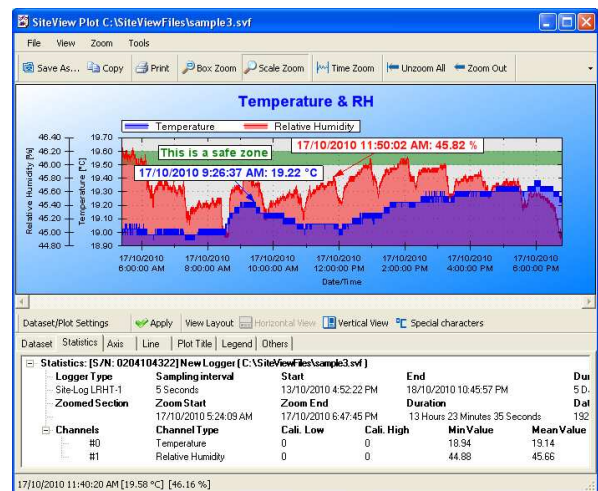 SiteView Plot C:\SiteViewFiles\sample3.svf
File View Zoom Tools
Save As... Copy Print Box Zoom Scale Zoom Time Zoom Unzoom All Zoom Out
Temperature & RH
Temperature Relative Humidity
Relative Humidity [%]
46.40
46.20
46.00
45.80
45.60
45.40
45.20
45.00
44.80
Temperature [°C]
19.70
19.60
19.50
19.40
19.30
19.20
19.10
19.00
18.90
This is a safe zone
17/10/2010 11:50:02 AM: 45.82 %
17/10/2010 9:26:37 AM: 19.22 °C
17/10/2010 17/10/2010 17/10/2010 17/10/2010 17/10/2010 17/10/2010 17/10/2010
6:00:00 AM 8:00:00 AM 10:00:00 AM 12:00:00 PM 2:00:00 PM 4:00:00 PM 6:00:00 PM
Date/Time
Dataset/Plot Settings Apply View Layout Horizontal View Vertical View °C Special characters
Dataset Statistics Axis Line Plot Title Legend Others
Statistics: [S/N: 0204104322] New Logger [ C:\SiteViewFiles\sample3.svf ]
Logger Type Sampling interval Start End Dur
Site-Log LRHT-1 5 Seconds 13/10/2010 4:52:22 PM 18/10/2010 10:45:57 PM 5 D
Zoomed Section Zoom Start Zoom End Duration Dat
17/10/2010 5:24:09 AM 17/10/2010 6:47:45 PM 13 Hours 23 Minutes 35 Seconds 192
Channels Channel Type Cali. Low Cali. High Min Value Mean Value
#0 Temperature 0 0 18.94 19.14
#1 Relative Humidity 0 0 44.88 45.66
17/10/2010 11:40:20 AM [19.58 °C] [46.16 %]